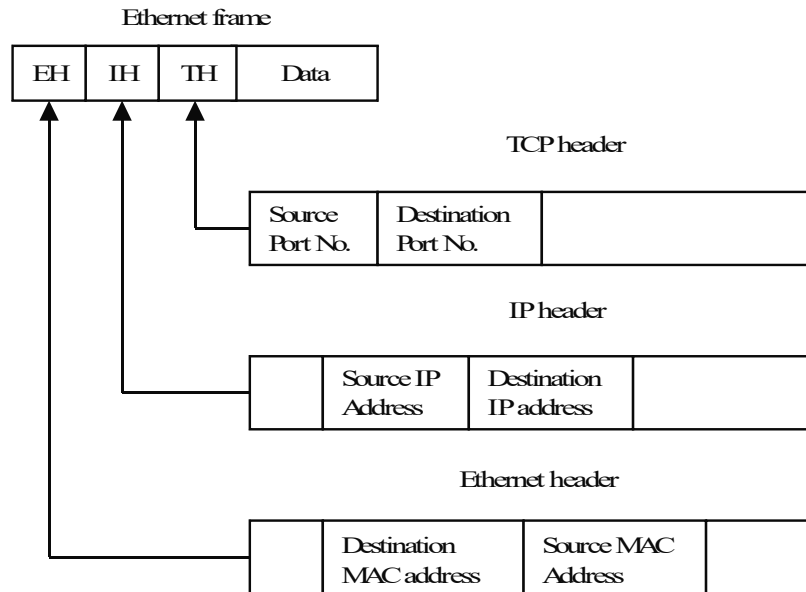 Ethernet frame
EH IH TH Data
TCP header
Source Port No.
Destination Port No.
IP header
Source IP Address
Destination IP address
Ethernet header
Destination MAC address
Source MAC Address